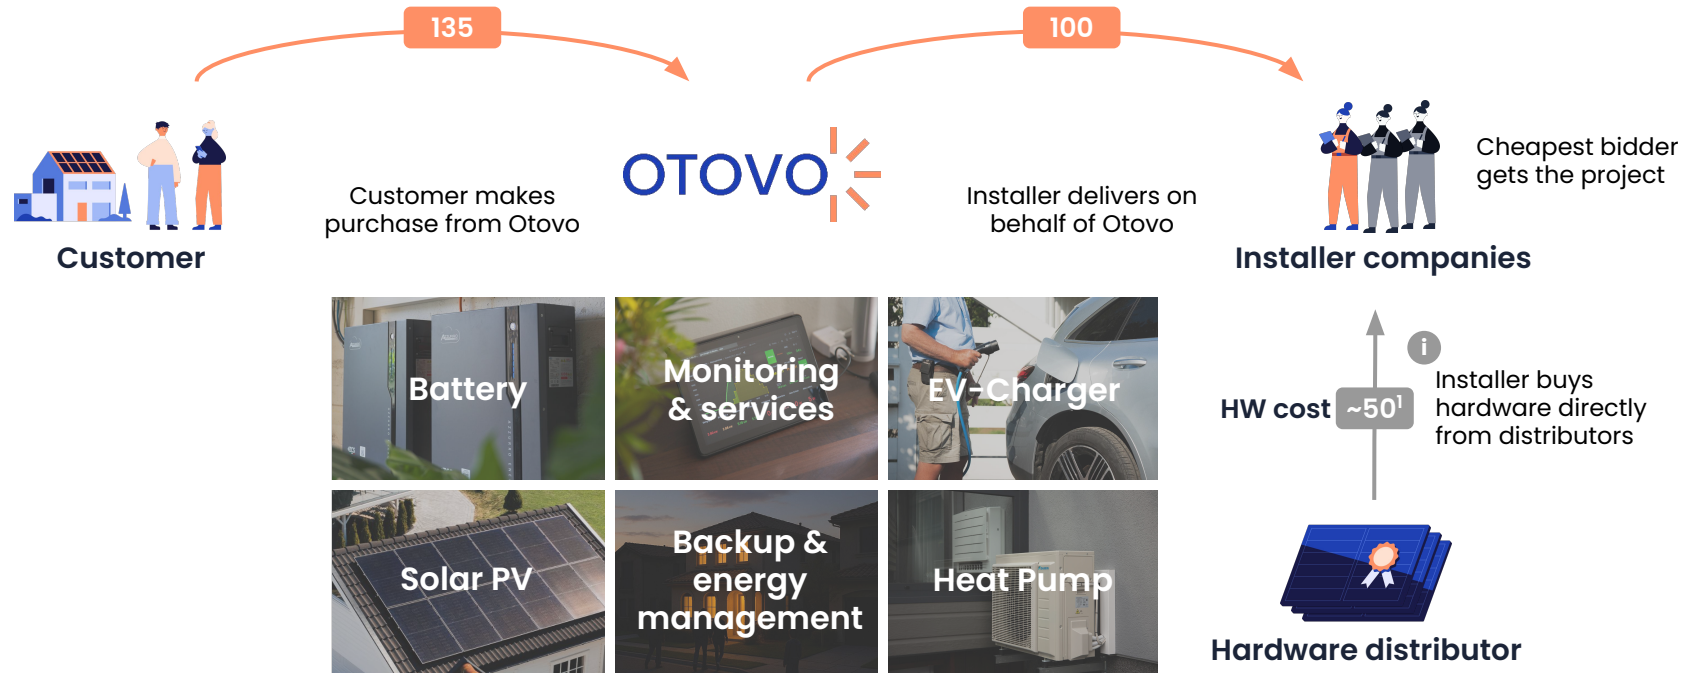 135
100
OTOVO
Cheapest bidder
gets the project
Customer makes
purchase from Otovo
Installer delivers on
behalf of Otovo
Customer
Installer companies
Battery
Monitoring
& services
EV-Charger
i
Installer buys
hardware directly
from distributors
HW cost
~50¹
Solar PV
Backup &
energy
management
Heat Pump
Hardware distributor